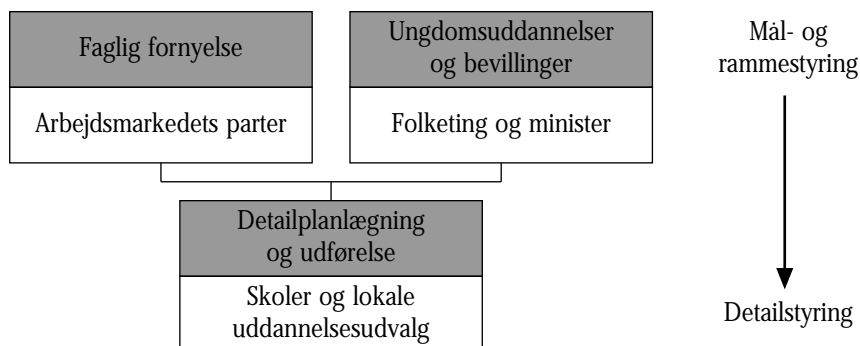 Faglig fornyelse
Arbejdsmarkedets parter
Ungdomsuddannelser
og bevillinger
Folketing og minister
Mål- og
rammestyring
Detailplanlægning
og udførelse
Skoler og lokale
uddannelsesudvalg
Detailstyring